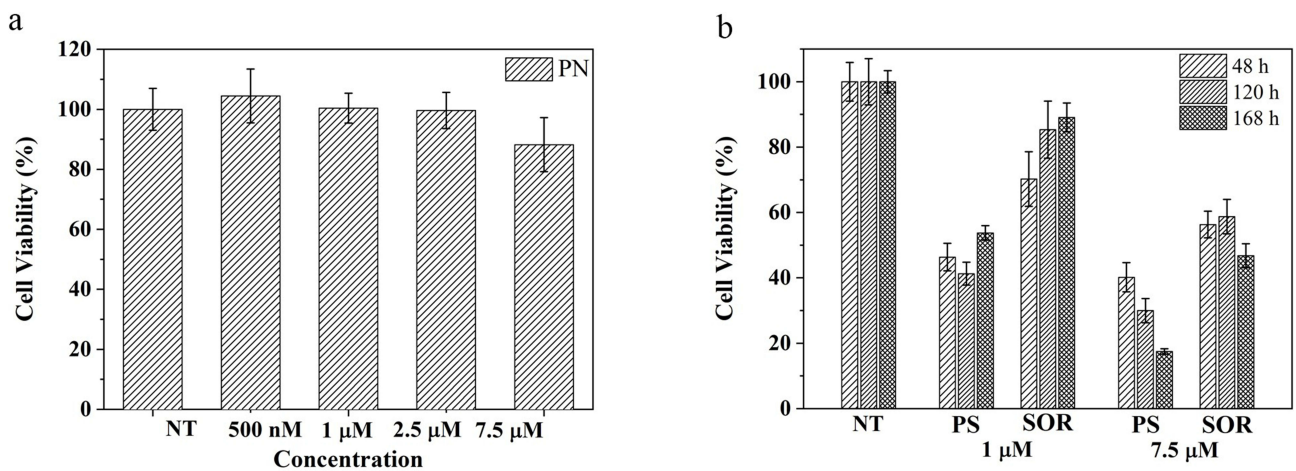 a
120
100
80
60
40
20
0
Cell Viability (%)
PN
NT 500 nM 1 μM 2.5 μM 7.5 μM
Concentration
b
100
80
60
40
20
0
Cell Viability (%)
48 h
120 h
168 h
NT PS SOR PS SOR
1 μM 7.5 μM